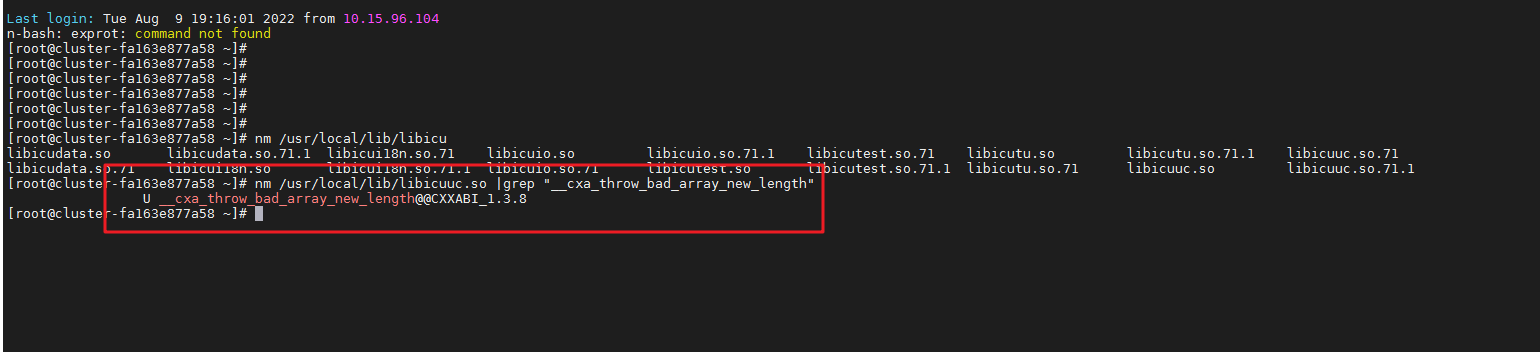 Last login: Tue Aug  9 19:16:01 2022 from 10.15.96.104
n-bash: exprot: command not found
[root@cluster-fa163e877a58 ~]#
[root@cluster-fa163e877a58 ~]#
[root@cluster-fa163e877a58 ~]#
[root@cluster-fa163e877a58 ~]#
[root@cluster-fa163e877a58 ~]#
[root@cluster-fa163e877a58 ~]#
[root@cluster-fa163e877a58 ~]# nm /usr/local/lib/libicu
libicudata.so       libicudata.so.71.1  libicui18n.so.71    libicuio.so         libicuio.so.71.1    libicutest.so.71    libicutu.so         libicutu.so.71.1    libicuuc.so.71
libicudata.so.71    libicui18n.so       libicui18n.so.71.1  libicuio.so.71      libicutest.so       libicutest.so.71.1  libicutu.so.71      libicuuc.so         libicuuc.so.71.1
[root@cluster-fa163e877a58 ~]# nm /usr/local/lib/libicuuc.so |grep "__cxa_throw_bad_array_new_length"
                 U __cxa_throw_bad_array_new_length@@CXXABI_1.3.8
[root@cluster-fa163e877a58 ~]#